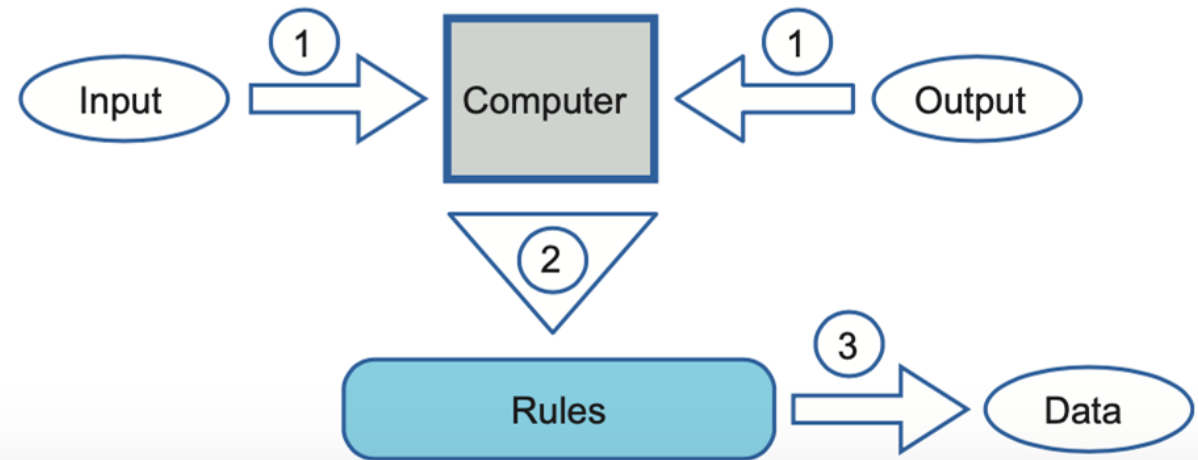 1
1
Input
Computer
Output
2
3
Rules
Data